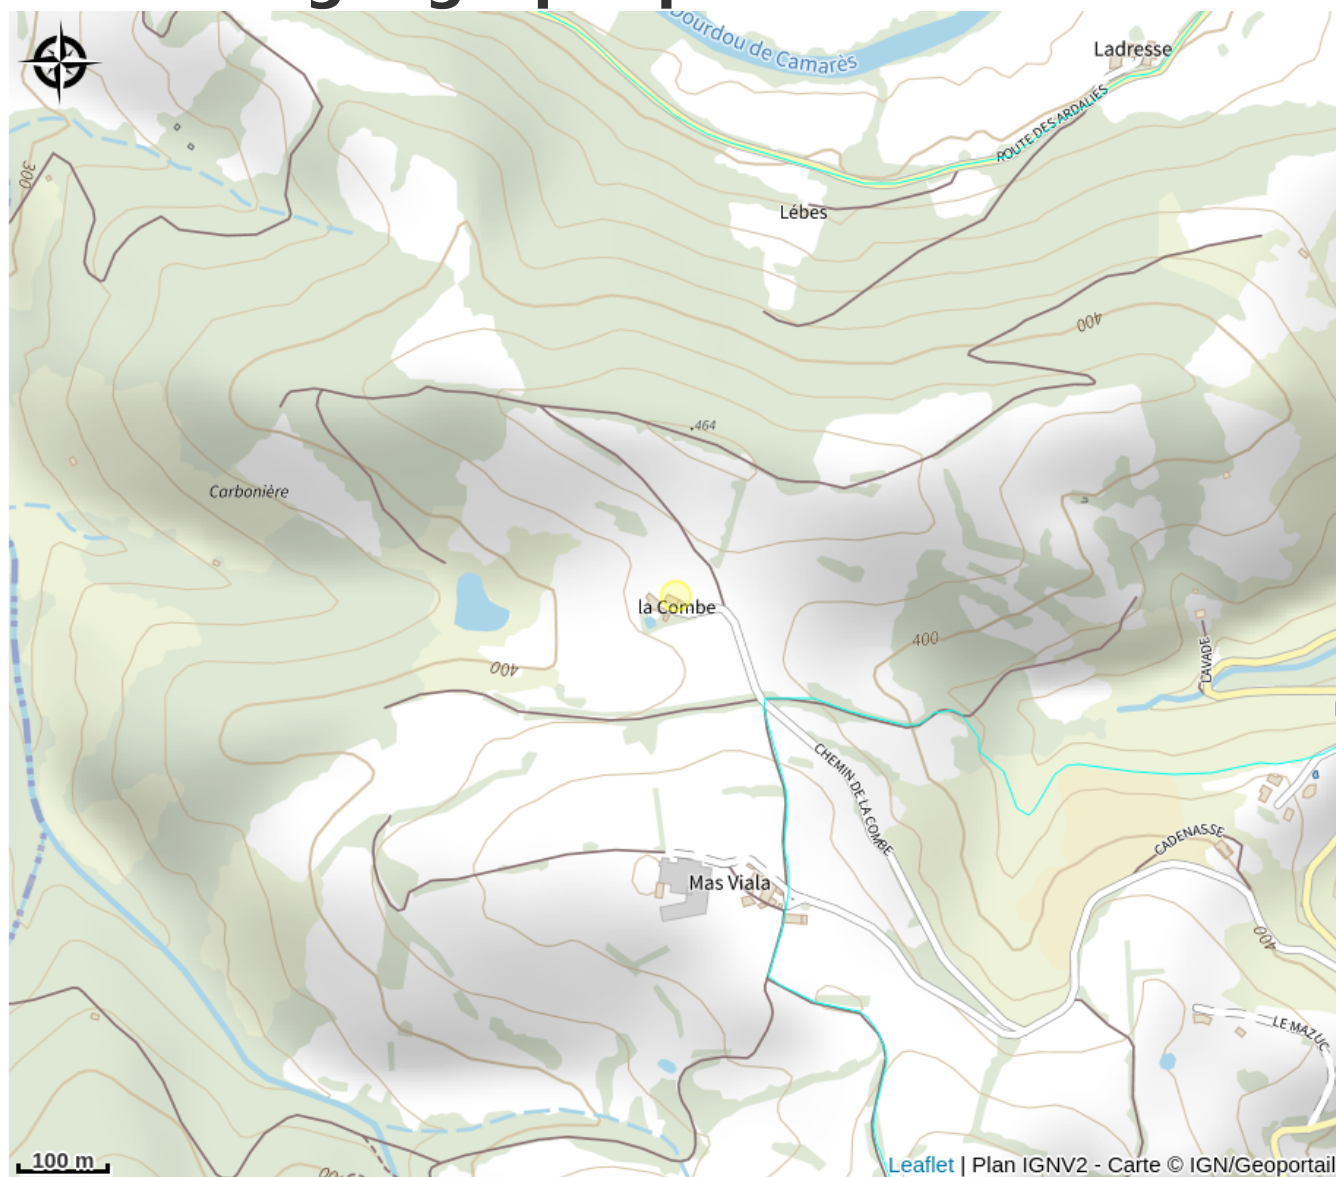 Dourdou de Camarès
Ladresse
ROUTE DES ARDALIES
300
Lébes
400
464
Carbonière
la Combe
400
400
LAVADE
CHEMIN DE LA COMBE
CADENASSE
Mas Viala
400
LE MAZUC
100 m
Leaflet | Plan IGNV2 - Carte © IGN/Geoportail